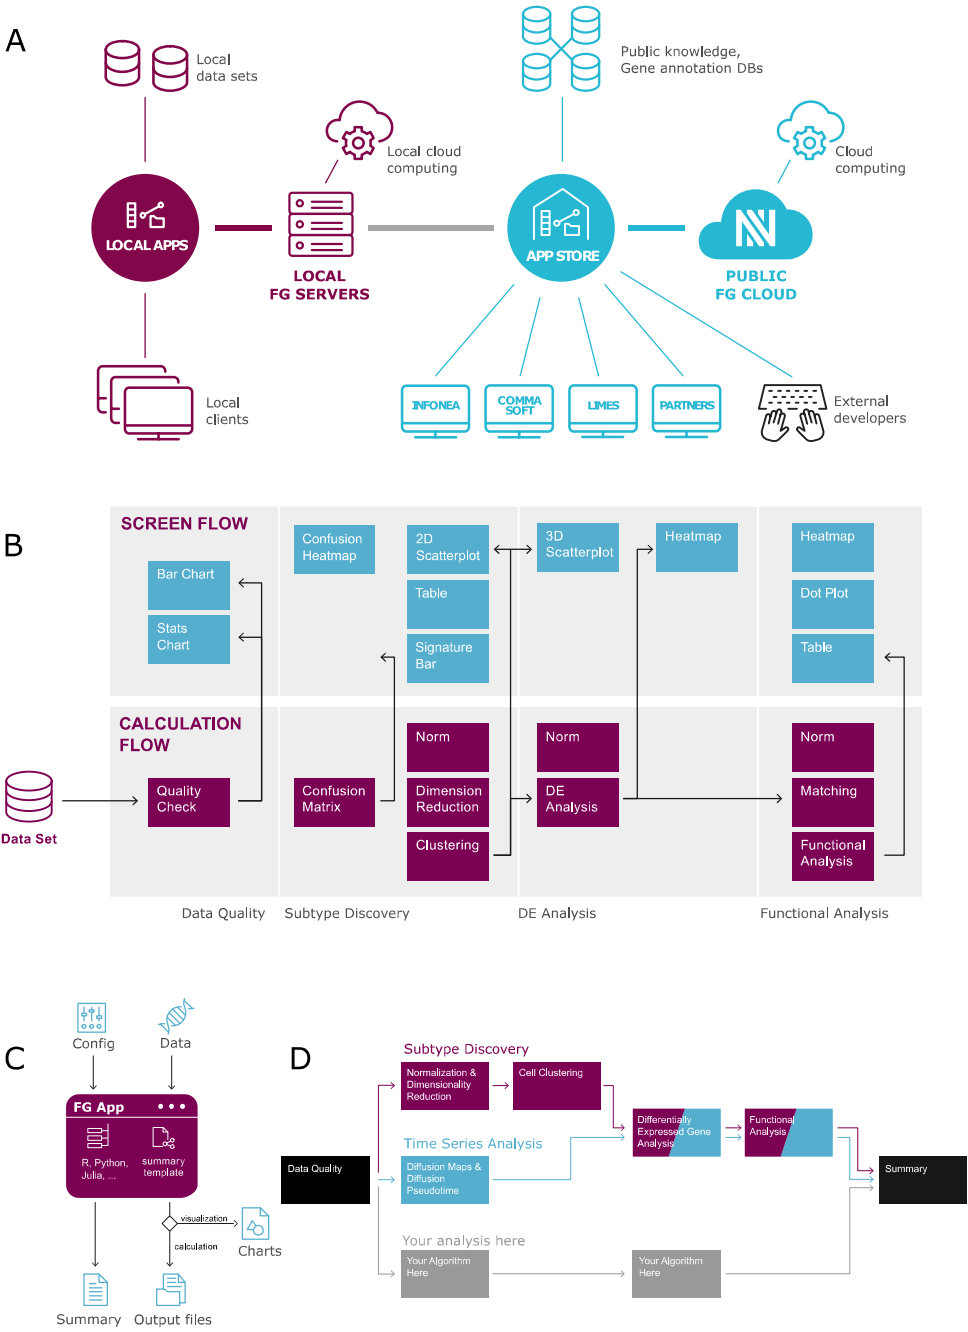 A
Local
data sets
Public knowledge,
Gene annotation DBs
Local cloud
computing
Cloud
computing
LOCAL APPS
APP STORE
LOCAL
FG SERVERS
PUBLIC
FG CLOUD
Local
clients
INFONEA
COMMA
SOFT
LIMES
PARTNERS
External
developers
B
SCREEN FLOW
Confusion
Heatmap
2D
Scatterplot
3D
Scatterplot
Heatmap
Heatmap
Bar Chart
Table
Dot Plot
Stats
Chart
Signature
Bar
Table
CALCULATION
FLOW
Norm
Norm
Norm
Data Set
Quality
Check
Confusion
Matrix
Dimension
Reduction
DE
Analysis
Matching
Clustering
Functional
Analysis
Data Quality
Subtype Discovery
DE Analysis
Functional Analysis
C
Config
Data
FG App
R, Python,
Julia, ...
summary
template
visualization
calculation
Charts
Summary
Output files
D
Subtype Discovery
Normalization &
Dimensionality
Reduction
Cell Clustering
Differentially
Expressed Gene
Analysis
Functional
Analysis
Time Series Analysis
Data Quality
Diffusion Maps &
Diffusion
Pseudotime
Summary
Your analysis here
Your Algorithm
Here
Your Algorithm
Here